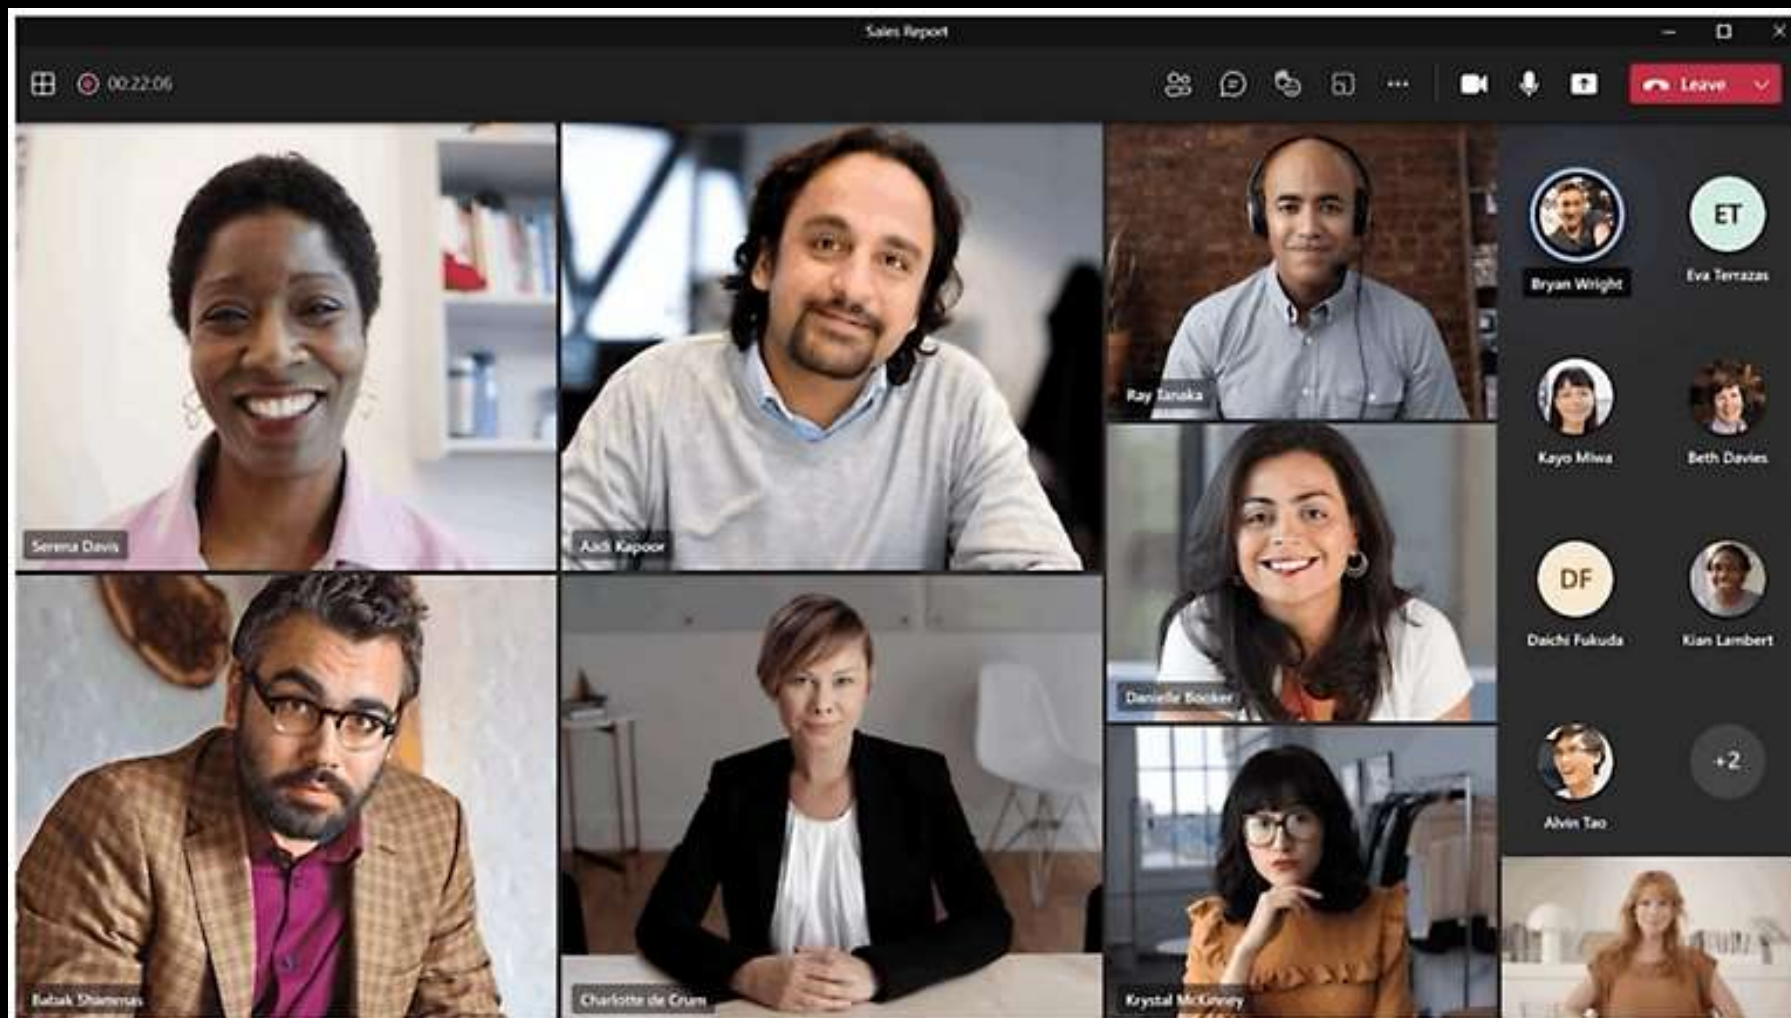 Sales Report
00:22:06
Leave
Serena Davis
Aadi Kapoor
Ray Tanaka
Bryan Wright
ET
Eva Terrazas
Kayo Miwa
Beth Davies
Danielle Booker
DF
Daichi Fukuda
Kian Lambert
Alvin Tao
+2
Babak Shammas
Charlotte de Crum
Krystal McKinney